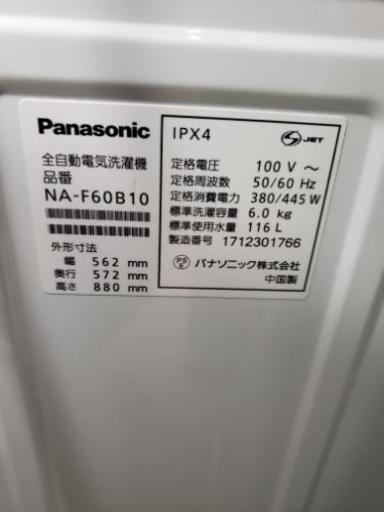 Panasonic
全自動電気洗濯機
品番
NA-F60B10
外形寸法
幅 562 mm
奥行 572 mm
高さ 880 mm
IPX4
S JET
定格電圧 100 V ～
定格周波数 50/60 Hz
定格消費電力 380/445 W
標準洗濯容量 6.0 kg
標準使用水量 116 L
製造番号 1712301766
PS E パナソニック株式会社
中国製